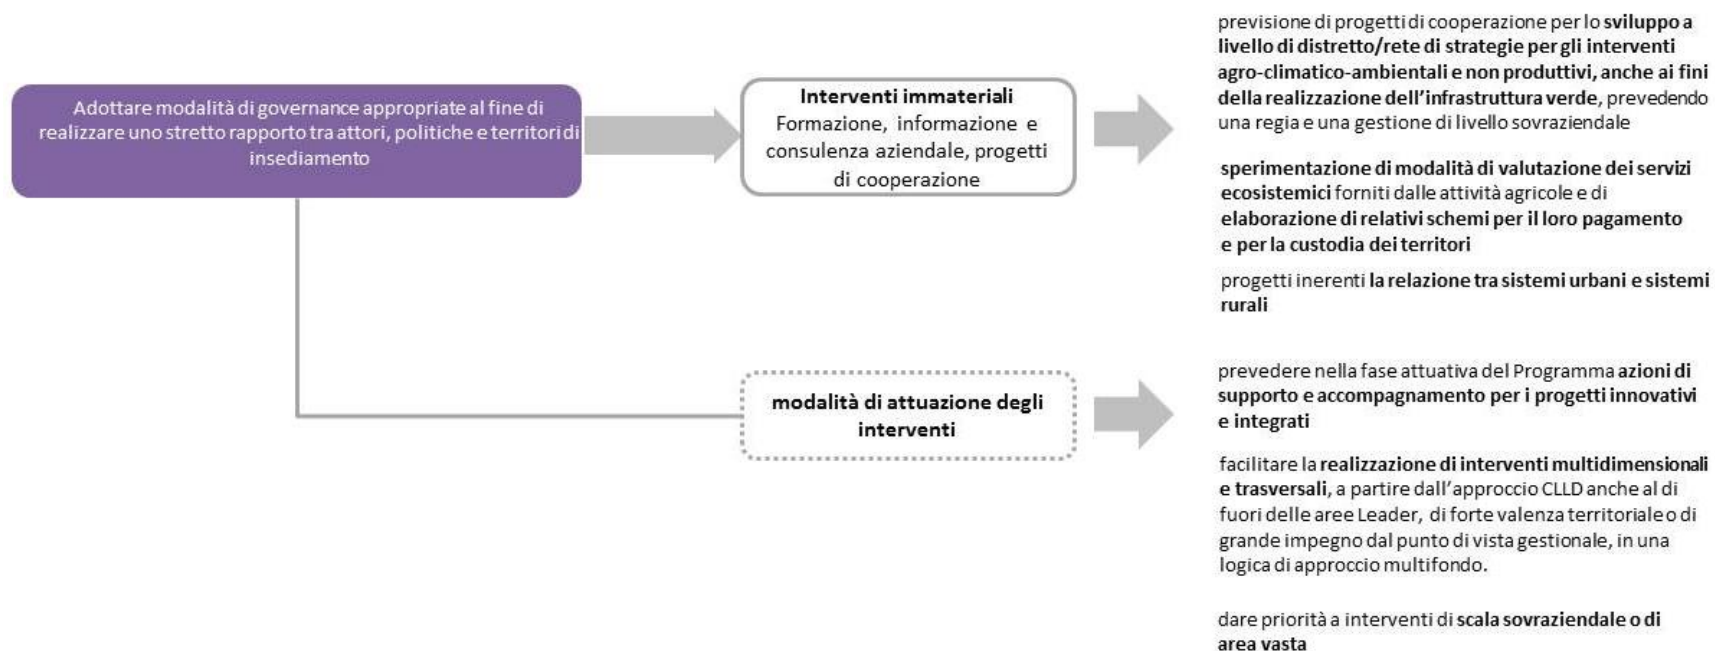 Adottare modalità di governance appropriate al fine di
realizzare uno stretto rapporto tra attori, politiche e territori di
insediamento
Interventi immateriali
Formazione, informazione e
consulenza aziendale, progetti
di cooperazione
previsione di progetti di cooperazione per lo sviluppo a
livello di distretto/rete di strategie per gli interventi
agro-climatico-ambientali e non produttivi, anche ai fini
della realizzazione dell'infrastruttura verde, prevedendo
una regia e una gestione di livello sovraziendale
sperimentazione di modalità di valutazione dei servizi
ecosistemici forniti dalle attività agricole e di
elaborazione di relativi schemi per il loro pagamento
e per la custodia dei territori
progetti inerenti la relazione tra sistemi urbani e sistemi
rurali
modalità di attuazione degli
interventi
prevedere nella fase attuativa del Programma azioni di
supporto e accompagnamento per i progetti innovativi
e integrati
facilitare la realizzazione di interventi multidimensionali
e trasversali, a partire dall'approccio CLLD anche al di
fuori delle aree Leader, di forte valenza territoriale o di
grande impegno dal punto di vista gestionale, in una
logica di approccio multifondo.
dare priorità a interventi di scala sovraziendale o di
area vasta